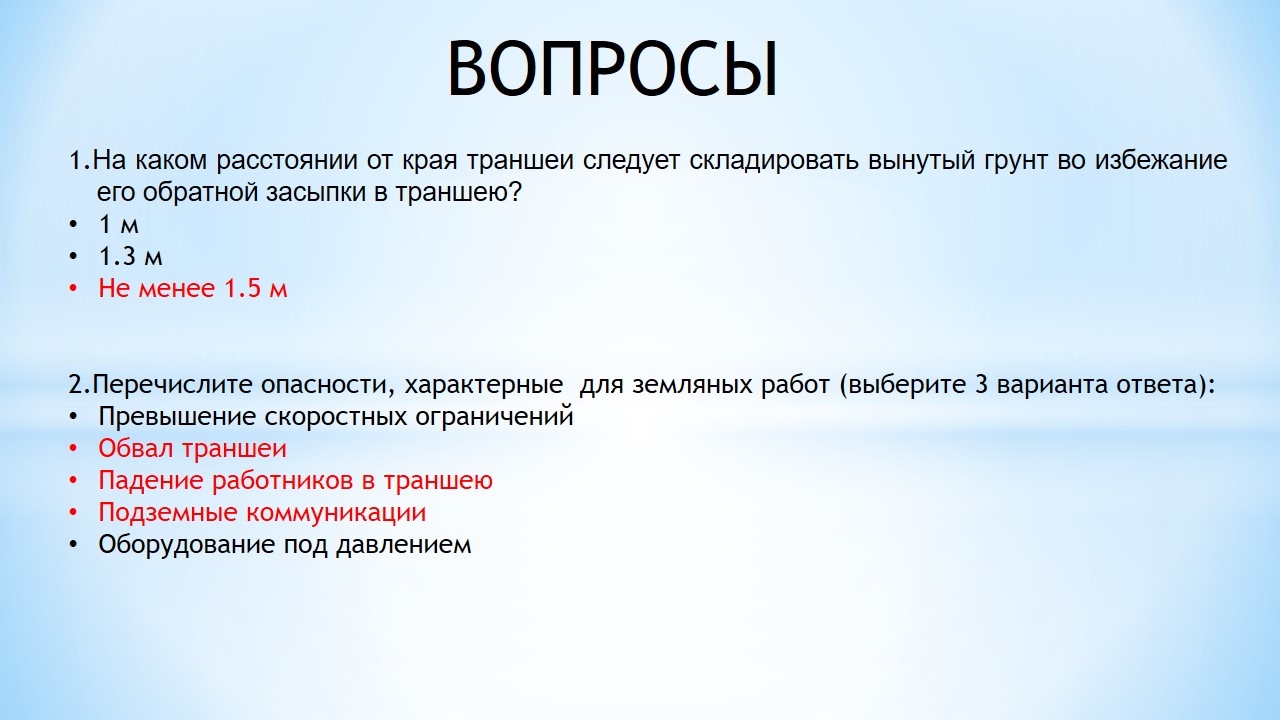 ВОПРОСЫ
1.На каком расстоянии от края траншеи следует складировать вынутый грунт во избежание
его обратной засыпки в траншею?
• 1 м
• 1.3 м
• Не менее 1.5 м
2.Перечислите опасности, характерные  для земляных работ (выберите 3 варианта ответа):
• Превышение скоростных ограничений
• Обвал траншеи
• Падение работников в траншею
• Подземные коммуникации
• Оборудование под давлением